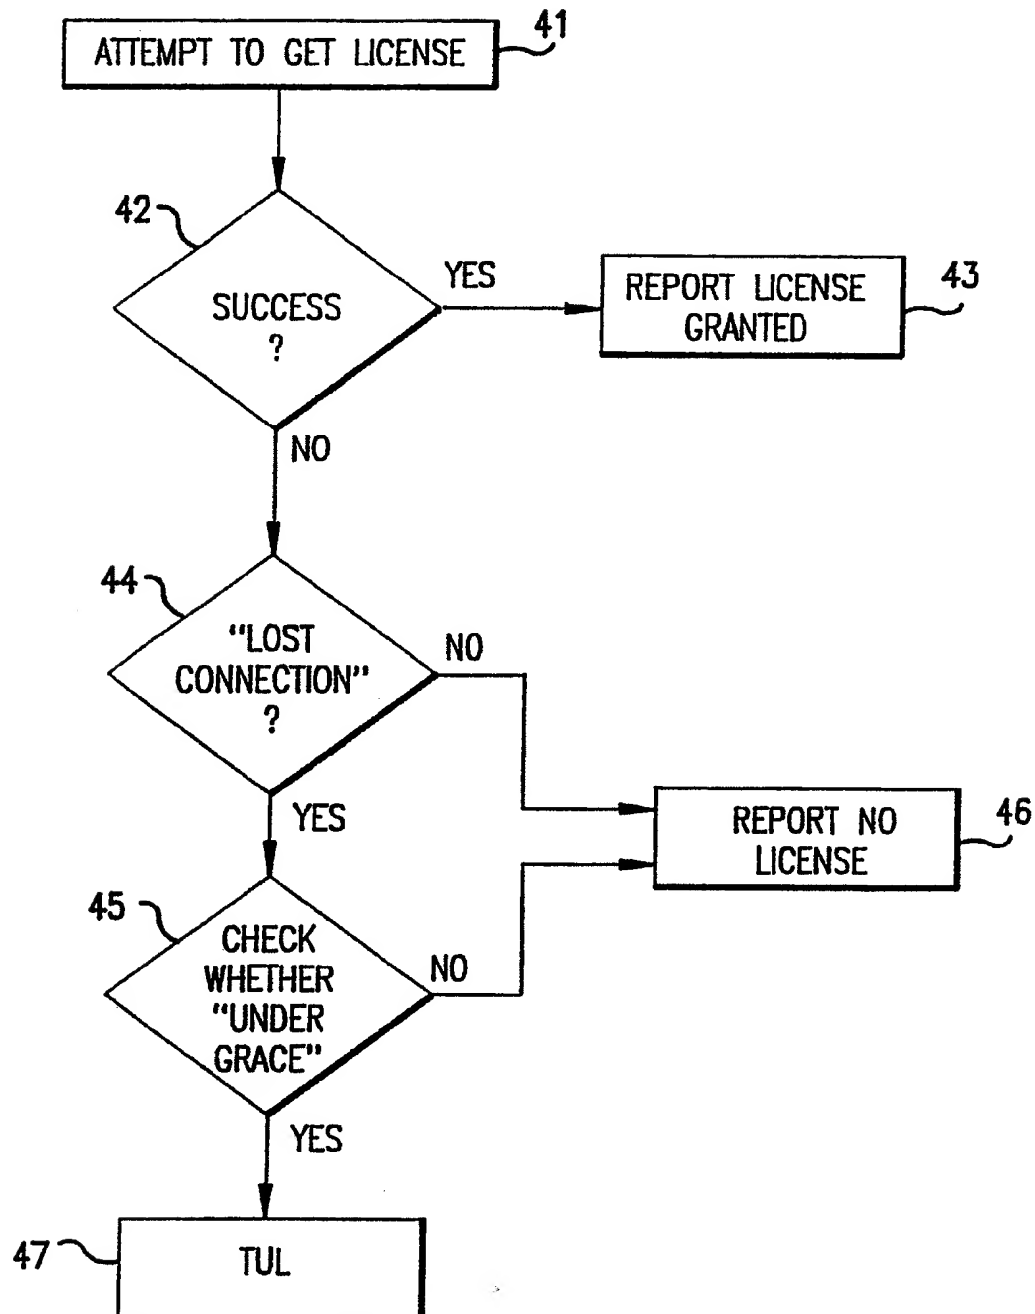 ATTEMPT TO GET LICENSE
41
42
SUCCESS
?
YES
REPORT LICENSE
GRANTED
43
NO
44
“LOST
CONNECTION”
?
NO
YES
REPORT NO
LICENSE
46
45
CHECK
WHETHER
“UNDER
GRACE”
NO
YES
47
TUL